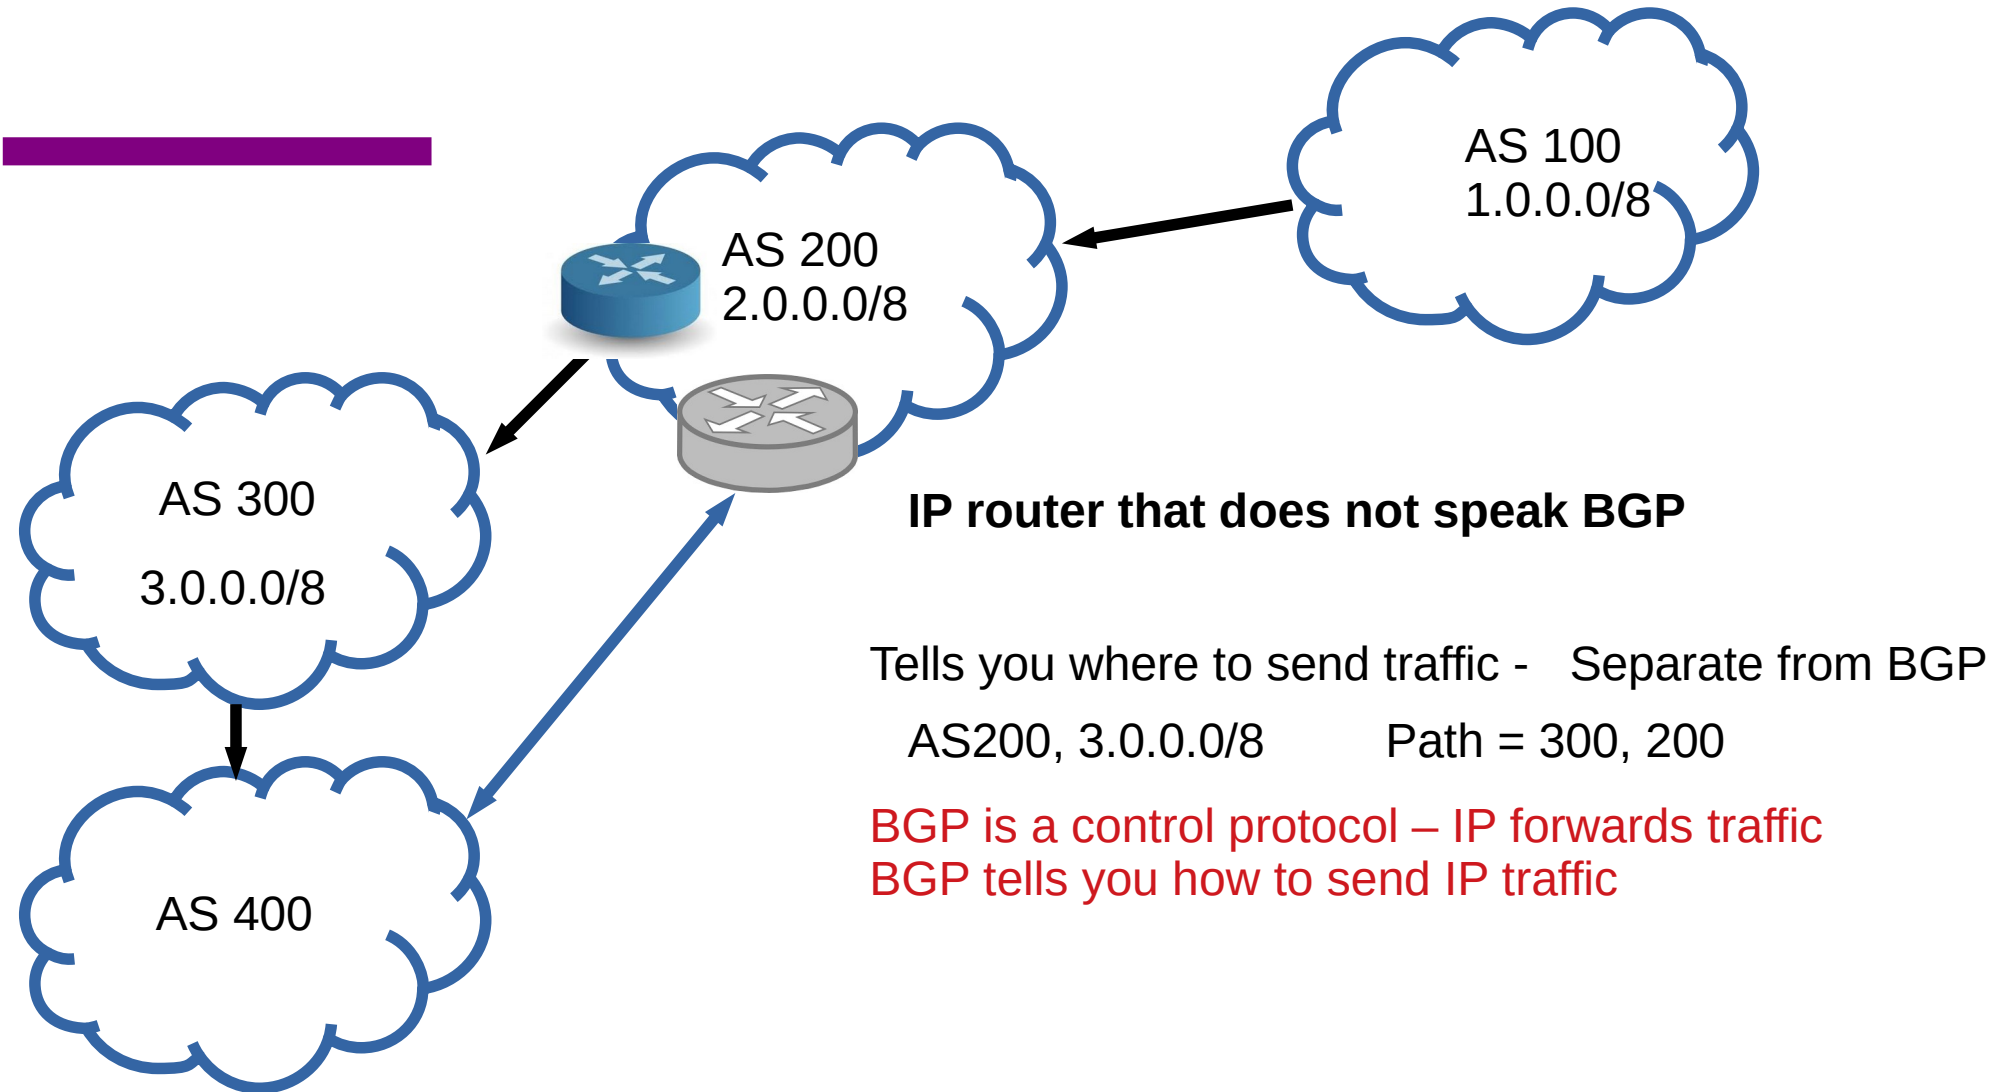 AS 100
1.0.0.0/8
AS 200
2.0.0.0/8
AS 300
3.0.0.0/8
IP router that does not speak BGP
Tells you where to send traffic -   Separate from BGP
AS200, 3.0.0.0/8   Path = 300, 200
BGP is a control protocol – IP forwards traffic
BGP tells you how to send IP traffic
AS 400